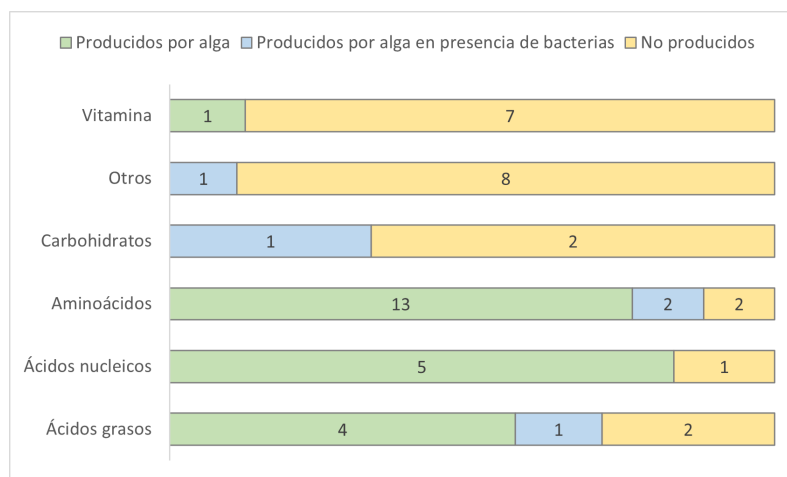 Producidos por alga Producidos por alga en presencia de bacterias No producidos
Vitamina 1 7
Otros 1 8
Carbohidratos 1 2
Aminoácidos 13 2 2
Ácidos nucleicos 5 1
Ácidos grasos 4 1 2